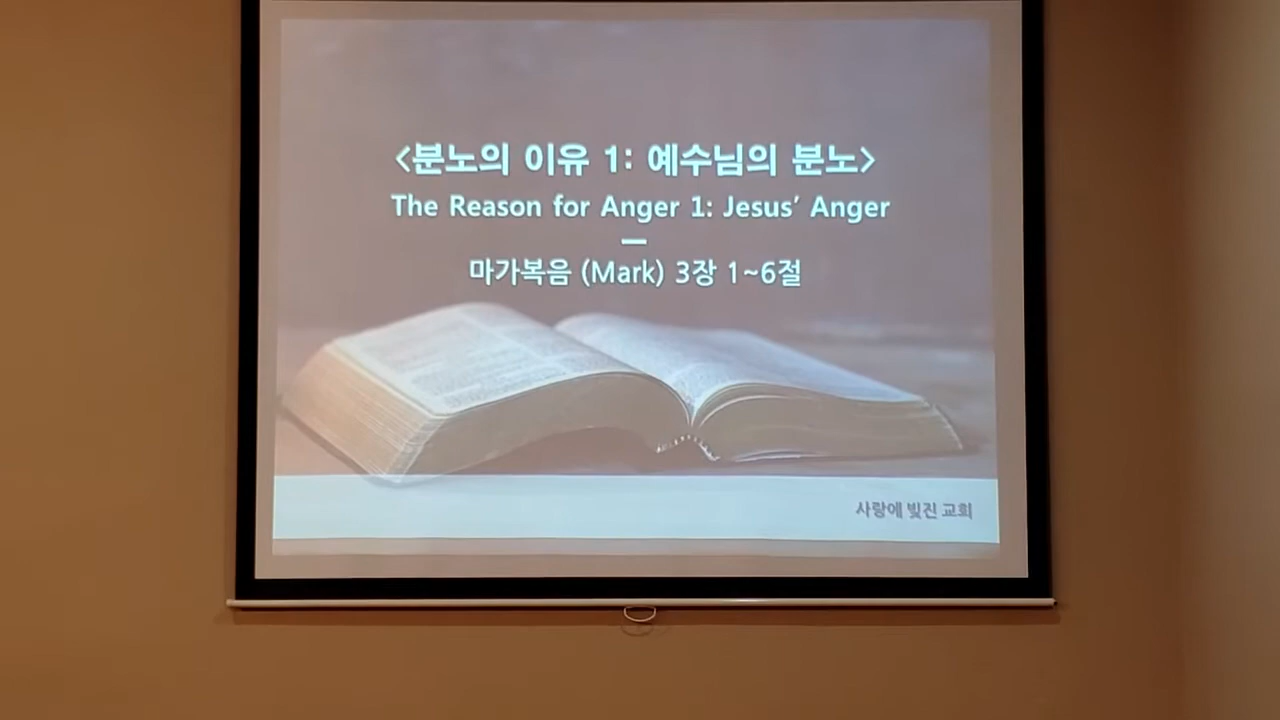 <분노의 이유 1: 예수님의 분노>
The Reason for Anger 1: Jesus’ Anger
마가복음 (Mark) 3장 1~6절
사랑에 빚진 교회